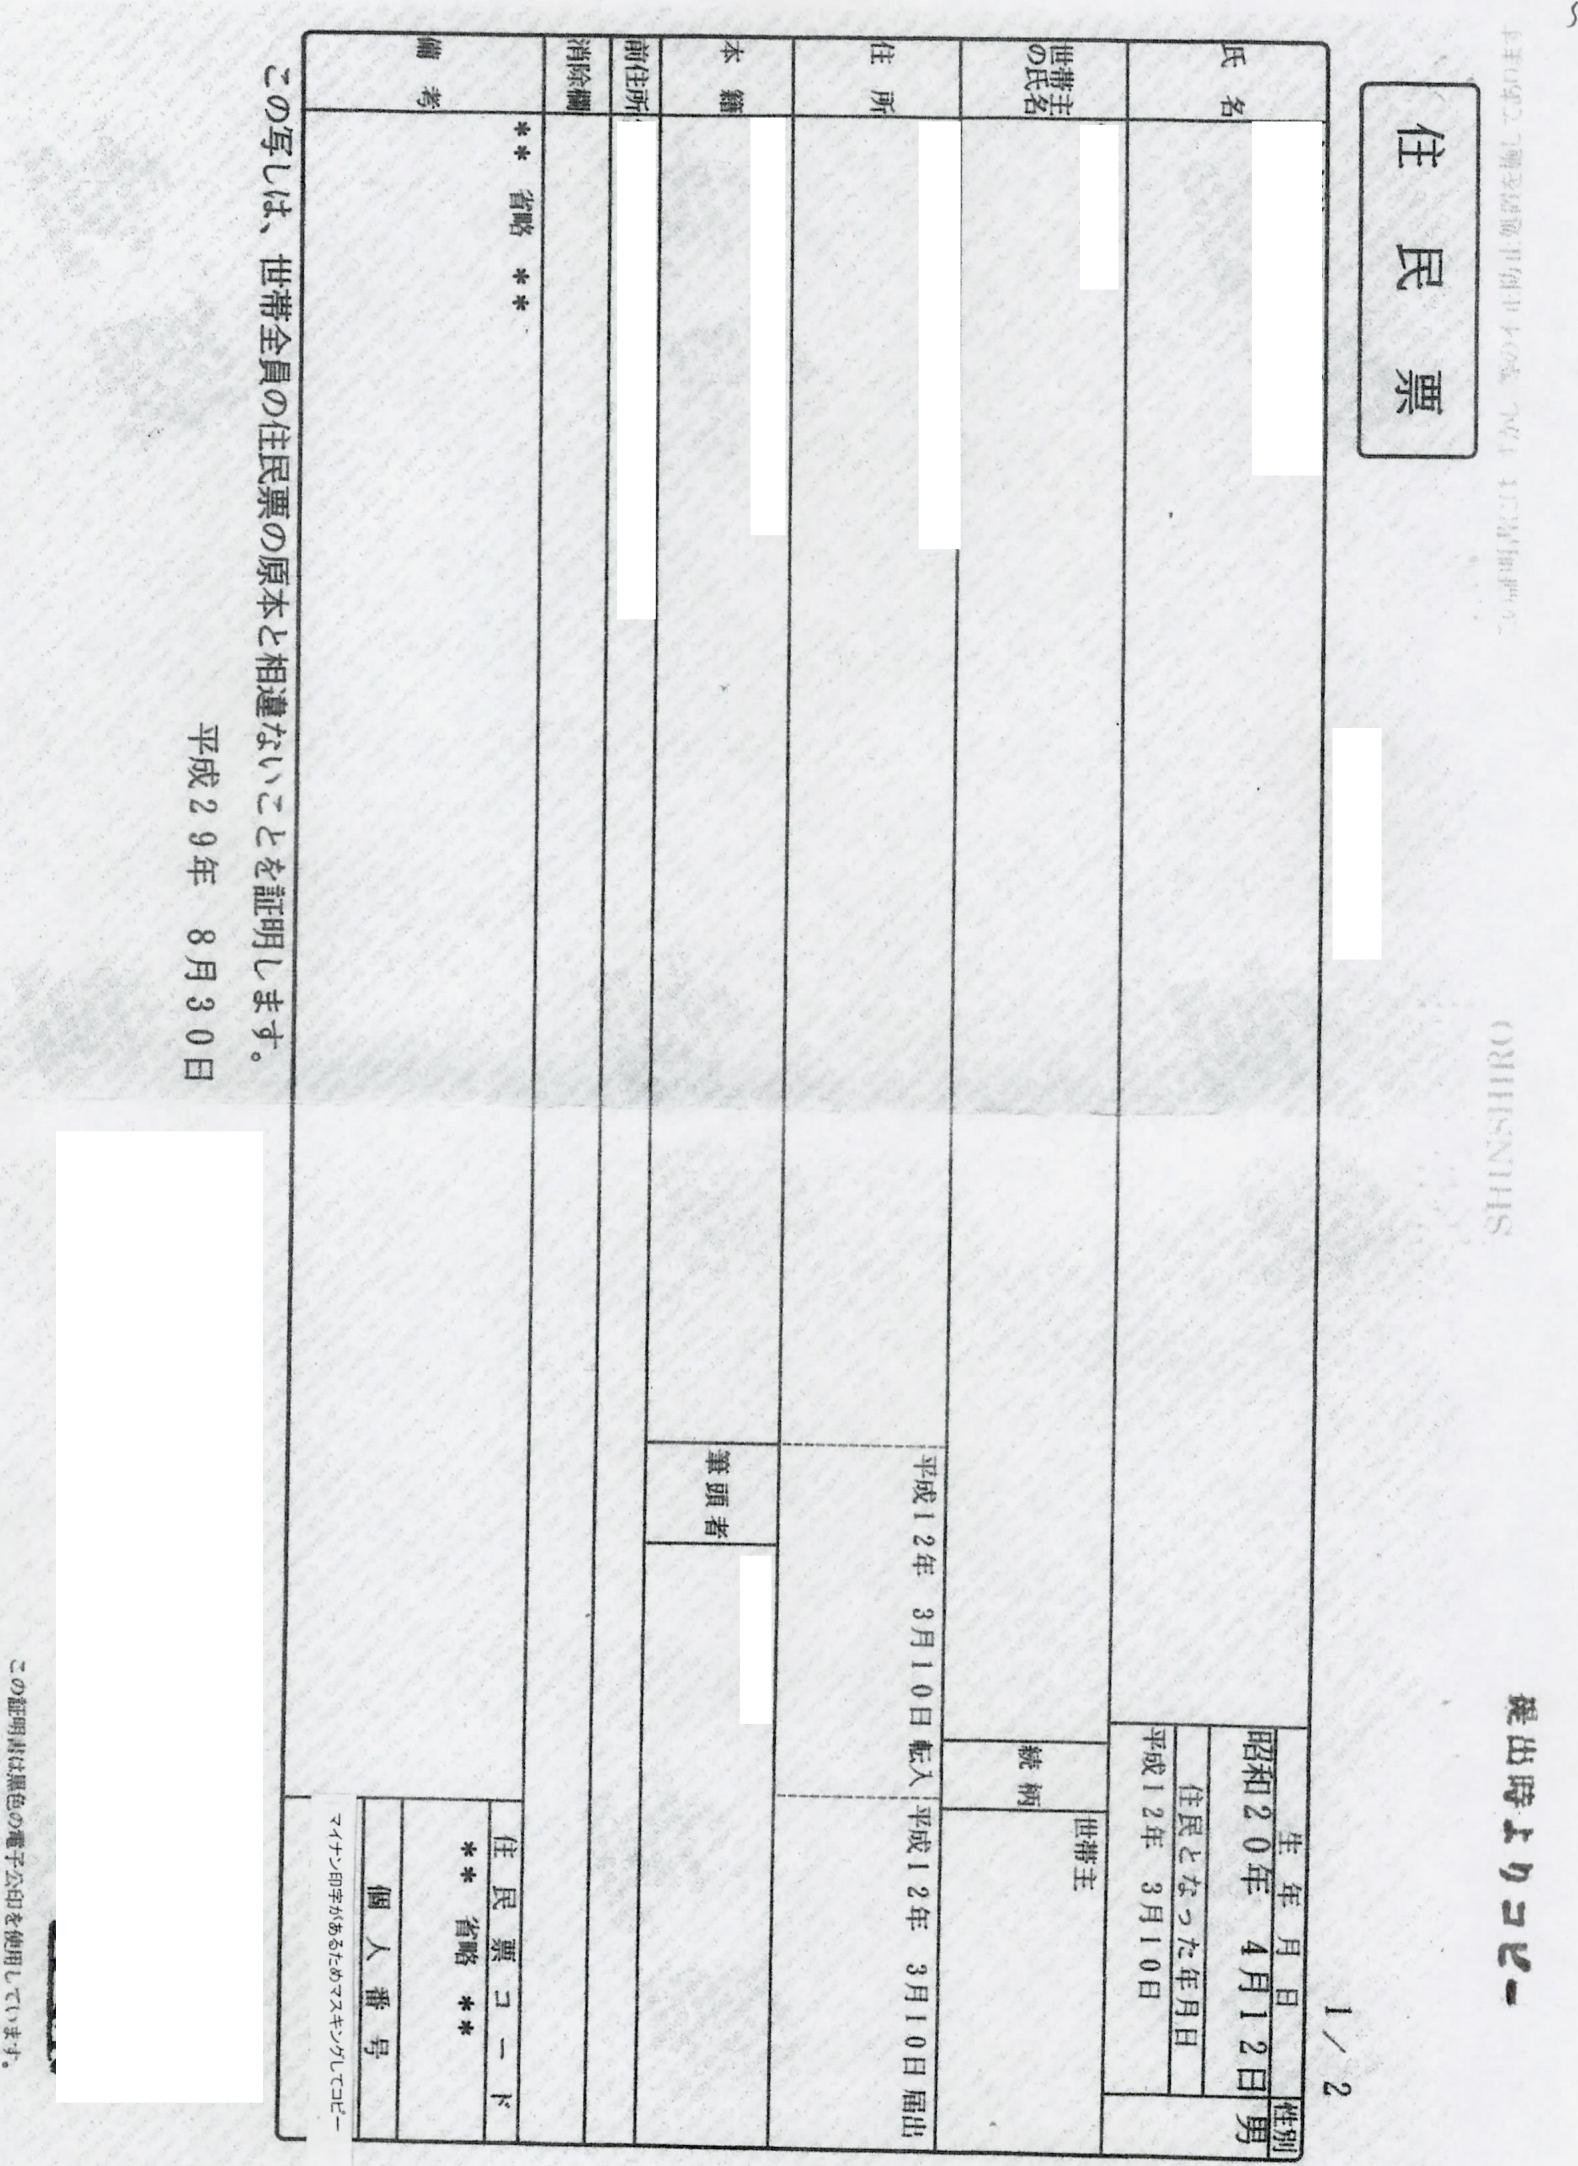 提出時よりコピー
SHINSHIRO
住民票
1/2
氏名
生年月日
性別
昭和20年 4月12日
男
住民となった年月日
平成12年 3月10日
世帯主の氏名
続柄
世帯主
住所
平成12年 3月10日 転入
平成12年 3月10日 届出
本籍
筆頭者
前住所
消除欄
備考
** 省略 **
住民票コード
** 省略 **
個人番号
マイナン印字があるためマスキングしてコピー
この写しは、世帯全員の住民票の原本と相違ないことを証明します。
平成29年 8月30日
この証明書は黒色の電子公印を使用しています。